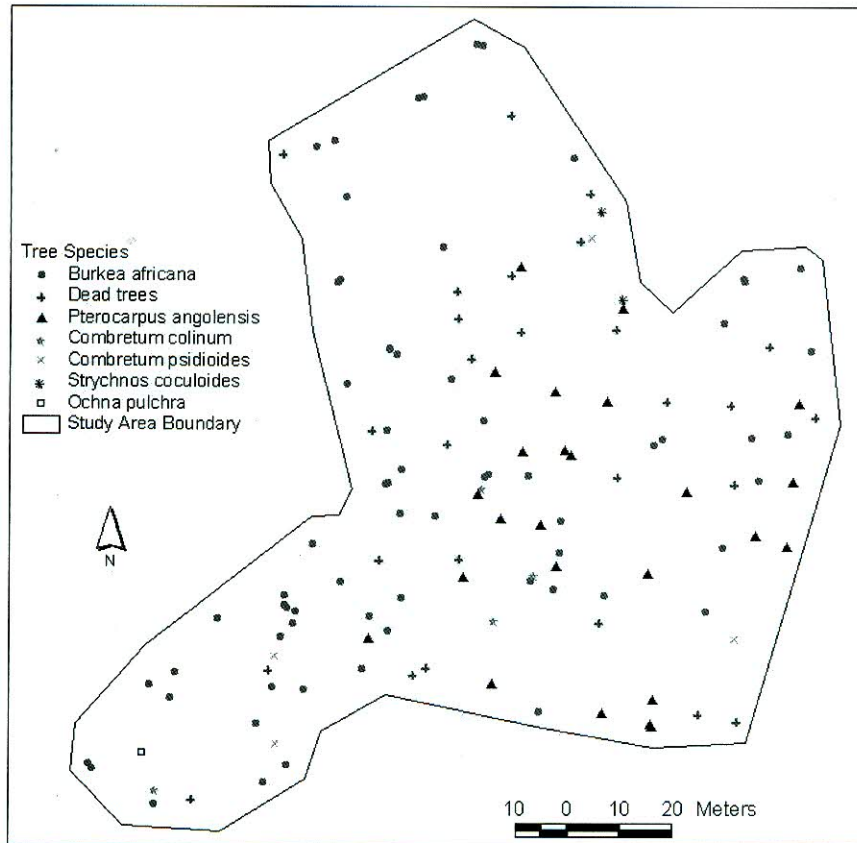 Tree Species
Burkea africana
Dead trees
Pterocarpus angolensis
Combretum colinum
Combretum psidioides
Strychnos coculoides
Ochna pulchra
Study Area Boundary
N
10 0 10 20 Meters